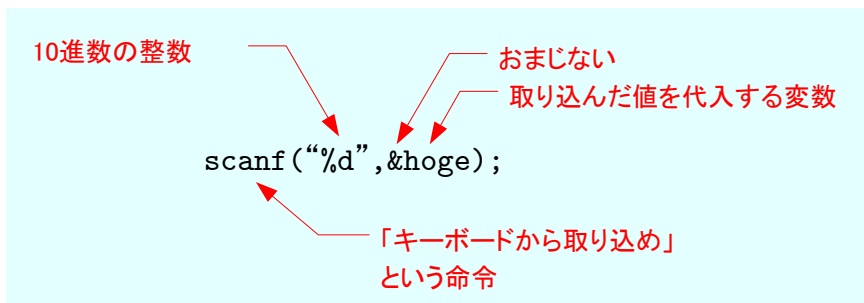 10進数の整数
おまじない
取り込んだ値を代入する変数
scanf(“%d”,&hoge);
「キーボードから取り込め」
という命令